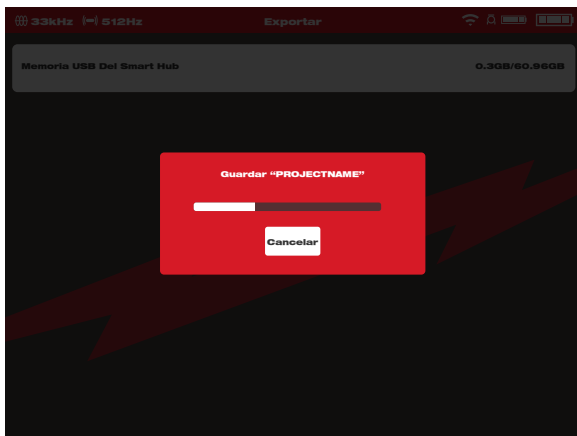 33kHz 512Hz Exportar
Memoria USB Del Smart Hub 0.3GB/60.96GB
Guardar “PROJECTNAME”
Cancelar